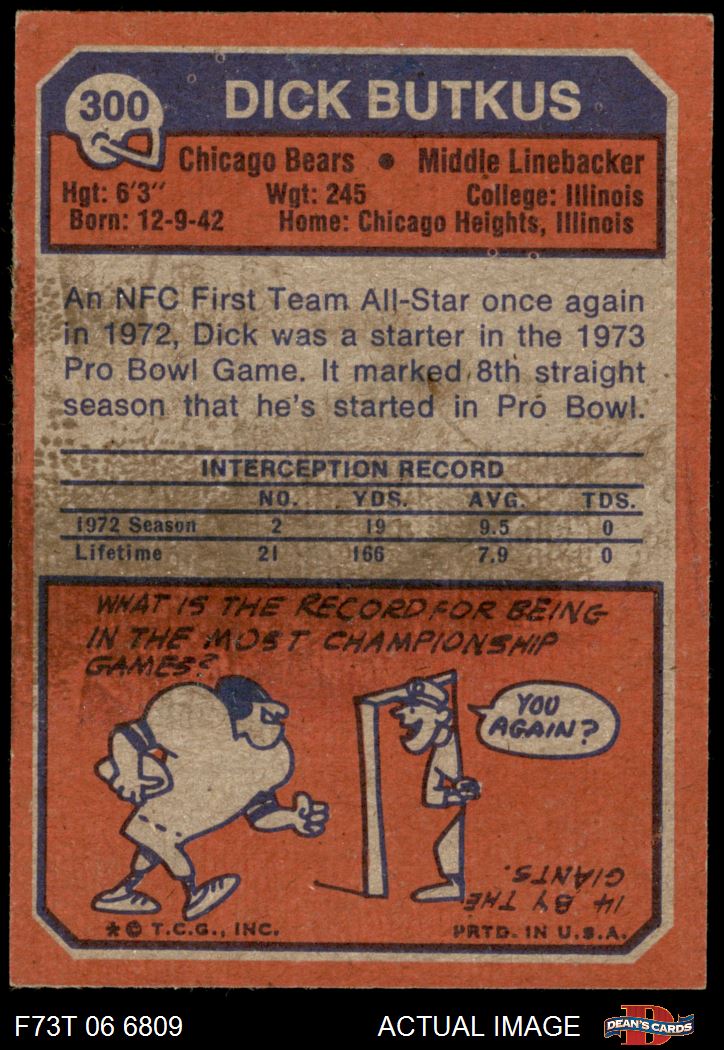 300
DICK BUTKUS
Chicago Bears • Middle Linebacker
Hgt: 6'3" Wgt: 245 College: Illinois
Born: 12-9-42 Home: Chicago Heights, Illinois
An NFC First Team All-Star once again
in 1972, Dick was a starter in the 1973
Pro Bowl Game. It marked 8th straight
season that he's started in Pro Bowl.
INTERCEPTION RECORD
NO. YDS. AVG. TDS.
1972 Season 2 19 9.5 0
Lifetime 21 166 7.9 0
WHAT IS THE RECORD FOR BEING
IN THE MOST CHAMPIONSHIP
GAMES?
YOU
AGAIN?
14 BY THE
GIANTS.
* © T.C.G., INC. PRTD. IN U.S.A.
F73T 06 6809 ACTUAL IMAGE D DEAN'S CARDS